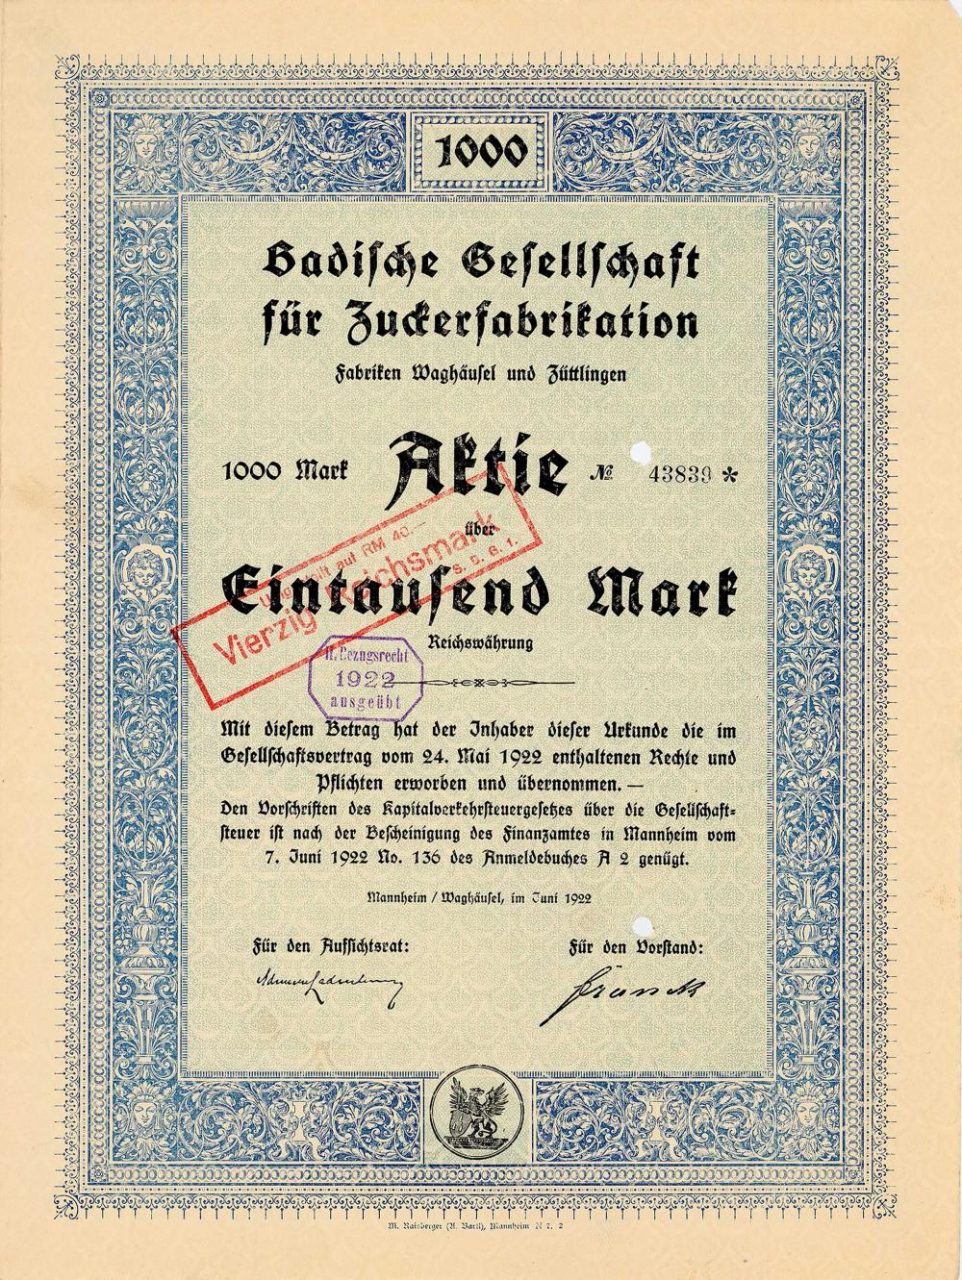 1000
Badische Gesellschaft
für Zuckerfabrikation
Fabriken Waghäusel und Züttlingen
1000 Mark Aktie № 43839 *
über
Eintausend Mark
Reichswährung
auf RM 40.—
Vierzig Reichsmark
II. Bezugsrecht
1922
ausgeübt
Mit diesem Betrag hat der Inhaber dieser Urkunde die im
Gesellschaftsvertrag vom 24. Mai 1922 enthaltenen Rechte und
Pflichten erworben und übernommen. —
Den Vorschriften des Kapitalverkehrsteuergesetzes über die Gesellschaft-
steuer ist nach der Bescheinigung des Finanzamtes in Mannheim vom
7. Juni 1922 No. 136 des Anmeldebuches A 2 genügt.
Mannheim / Waghäusel, im Juni 1922
Für den Aufsichtsrat: Für den Vorstand:
Mannheim